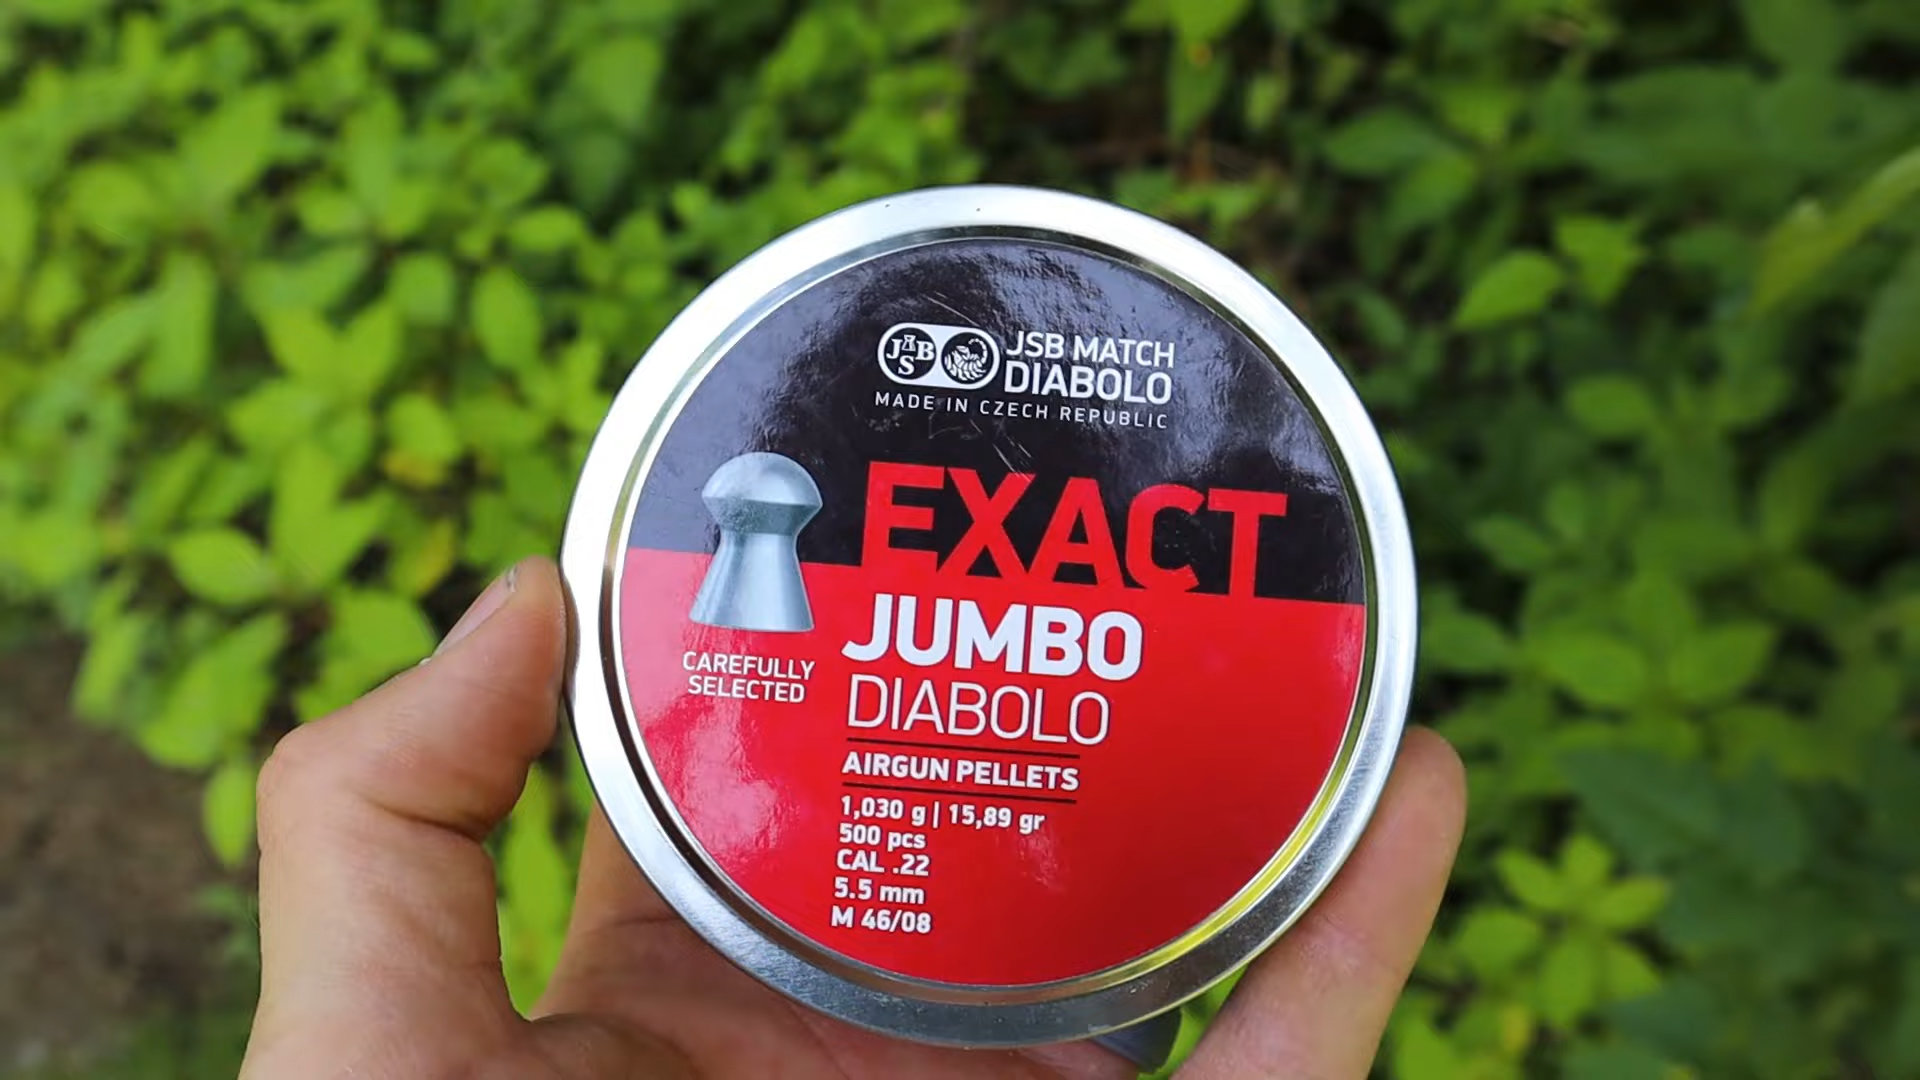 JSB
JSB MATCH
DIABOLO
MADE IN CZECH REPUBLIC
EXACT
JUMBO
DIABOLO
CAREFULLY
SELECTED
AIRGUN PELLETS
1,030 g | 15,89 gr
500 pcs
CAL .22
5.5 mm
M 46/08